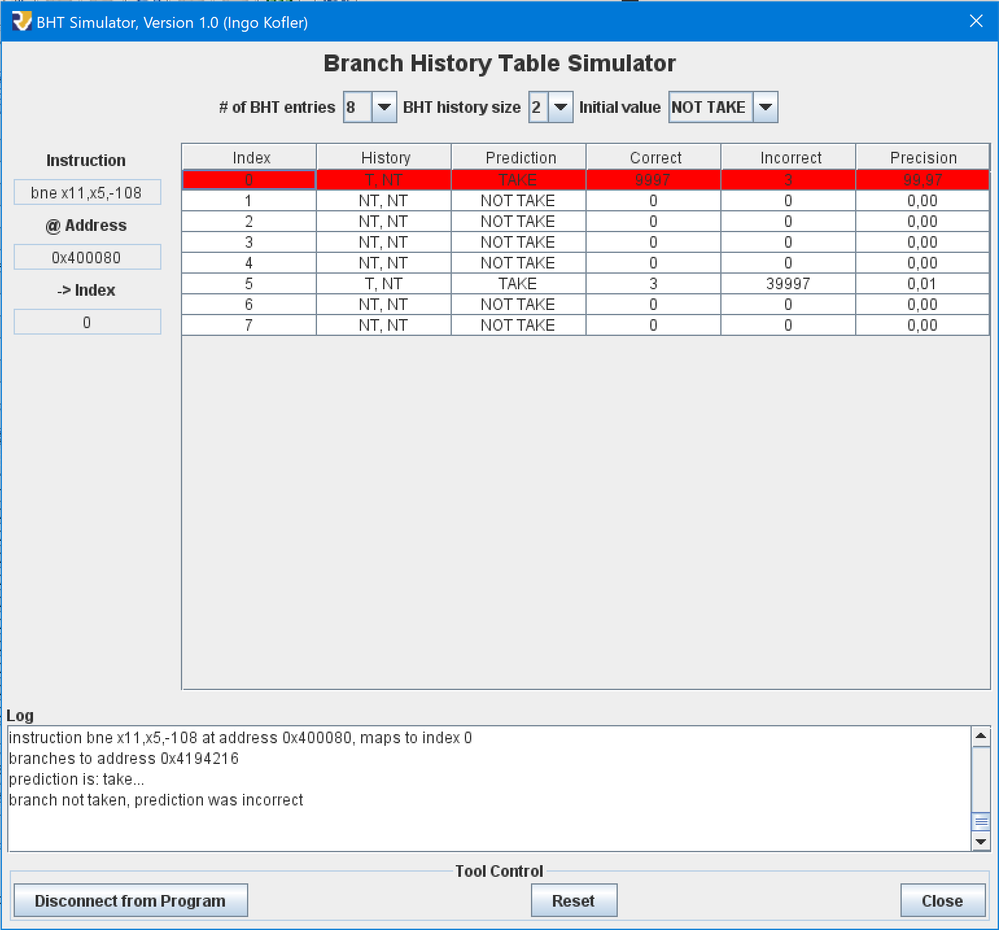 BHT Simulator, Version 1.0 (Ingo Kofler)
Branch History Table Simulator
# of BHT entries 8 BHT history size 2 Initial value NOT TAKE
Instruction
bne x11,x5,-108
@ Address
0x400080
-> Index
0
Index History Prediction Correct Incorrect Precision
0 T, NT TAKE 9997 3 99,97
1 NT, NT NOT TAKE 0 0 0,00
2 NT, NT NOT TAKE 0 0 0,00
3 NT, NT NOT TAKE 0 0 0,00
4 NT, NT NOT TAKE 0 0 0,00
5 T, NT TAKE 3 39997 0,01
6 NT, NT NOT TAKE 0 0 0,00
7 NT, NT NOT TAKE 0 0 0,00
Log
instruction bne x11,x5,-108 at address 0x400080, maps to index 0
branches to address 0x4194216
prediction is: take...
branch not taken, prediction was incorrect
Tool Control
Disconnect from Program Reset Close